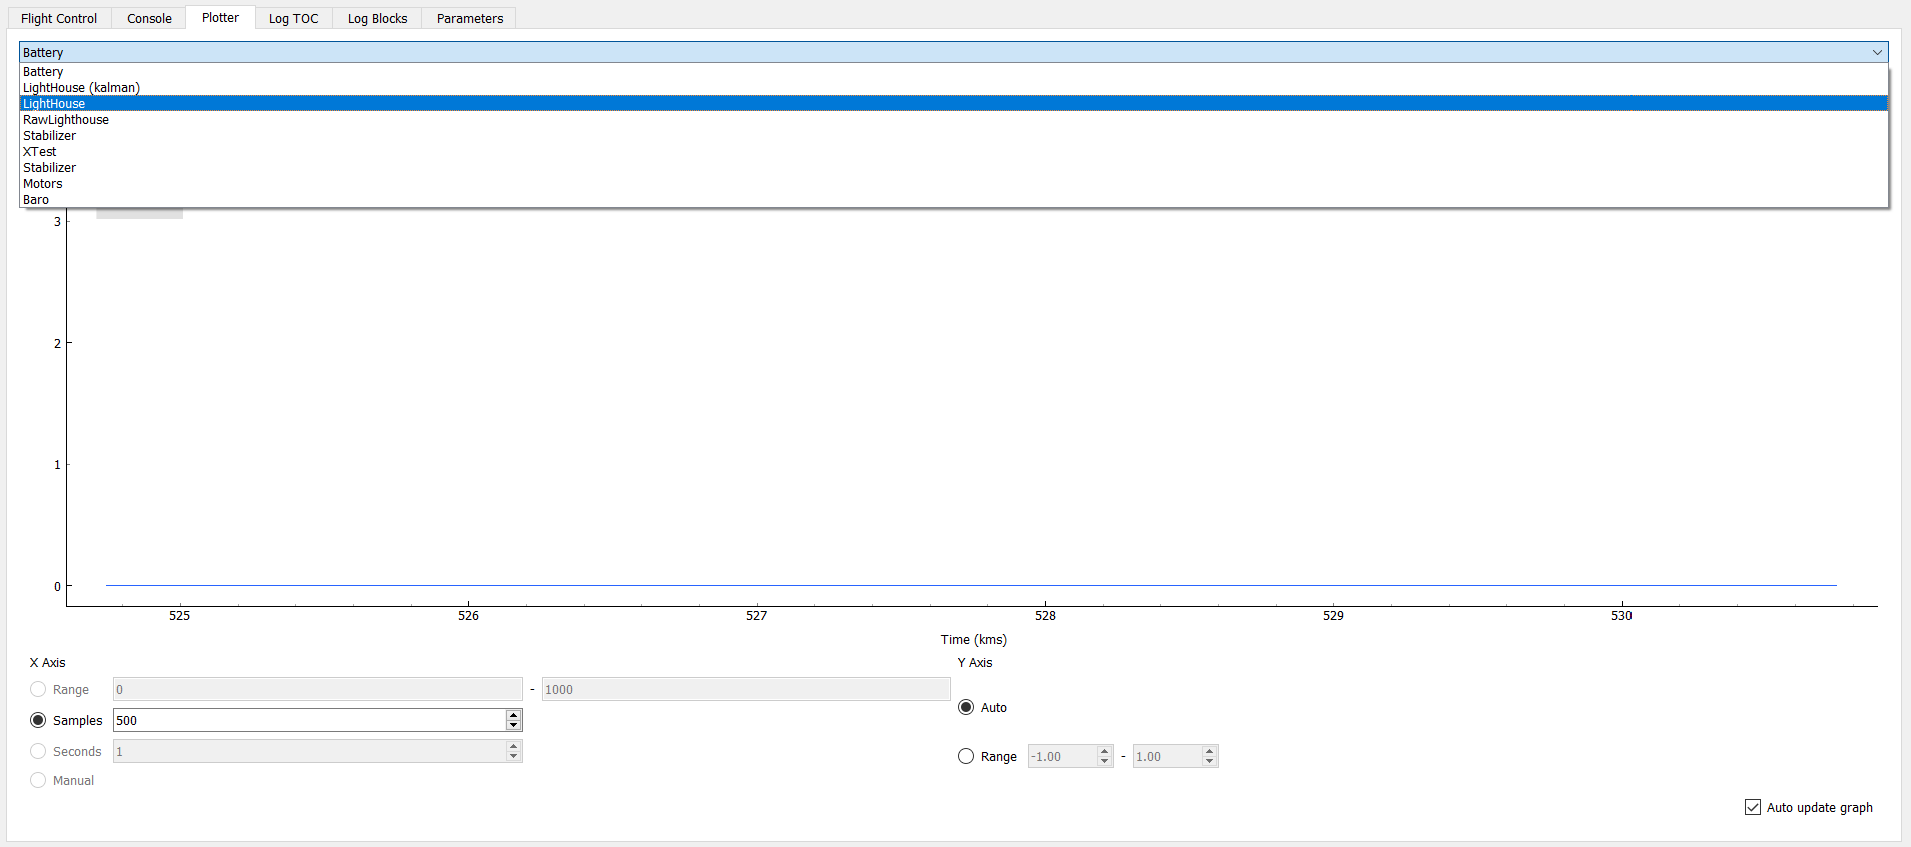 Flight Control Console Plotter Log TOC Log Blocks Parameters
Battery
Battery
LightHouse (kalman)
LightHouse
RawLighthouse
Stabilizer
XTest
Stabilizer
Motors
Baro
3
2
1
0
525 526 527 528 529 530
Time (kms)
X Axis Y Axis
Range 0 - 1000
Auto
Samples 500
Seconds 1
Range -1.00 - 1.00
Manual
Auto update graph